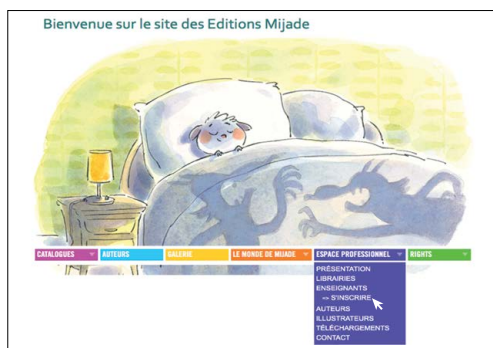 Bienvenue sur le site des Editions Mijade
CATALOGUES AUTEURS GALERIE LE MONDE DE MIJADE ESPACE PROFESSIONNEL RIGHTS
PRÉSENTATION
LIBRAIRIES
ENSEIGNANTS
=> S'INSCRIRE
AUTEURS
ILLUSTRATEURS
TÉLÉCHARGEMENTS
CONTACT